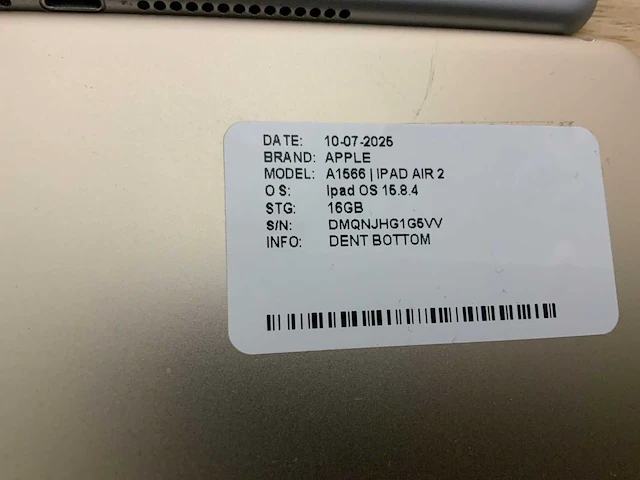 DATE: 10-07-2025
BRAND: APPLE
MODEL: A1566 | IPAD AIR 2
O S: Ipad OS 15.8.4
STG: 16GB
S/N: DMQNJHG1G5VV
INFO: DENT BOTTOM